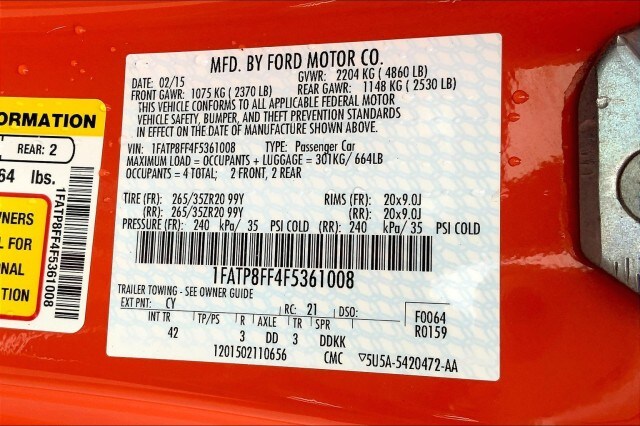 MFD. BY FORD MOTOR CO.
DATE: 02/15 GVWR: 2204 KG ( 4860 LB)
FRONT GAWR: 1075 KG ( 2370 LB) REAR GAWR: 1148 KG ( 2530 LB)
THIS VEHICLE CONFORMS TO ALL APPLICABLE FEDERAL MOTOR
VEHICLE SAFETY, BUMPER, AND THEFT PREVENTION STANDARDS
IN EFFECT ON THE DATE OF MANUFACTURE SHOWN ABOVE.
VIN: 1FATP8FF4F5361008 TYPE: Passenger Car
MAXIMUM LOAD = OCCUPANTS + LUGGAGE = 301KG/ 664LB
OCCUPANTS = 4 TOTAL; 2 FRONT, 2 REAR
TIRE (FR): 265/35ZR20 99Y RIMS (FR): 20x9.0J
(RR): 265/35ZR20 99Y (RR): 20x9.0J
PRESSURE (FR): 240 kPa/ 35 PSI COLD (RR): 240 kPa/ 35 PSI COLD
1FATP8FF4F5361008
TRAILER TOWING - SEE OWNER GUIDE
EXT PNT: CY RC: 21 DSO: F0064
INT TR TP/PS R AXLE TR SPR R0159
42 3 DD 3 DDKK
1201502110656 CMC 5U5A-5420472-AA
ORMATION
REAR: 2
64 lbs.
WNERS
L FOR
ONAL
TION
1FATP8FF4F5361008